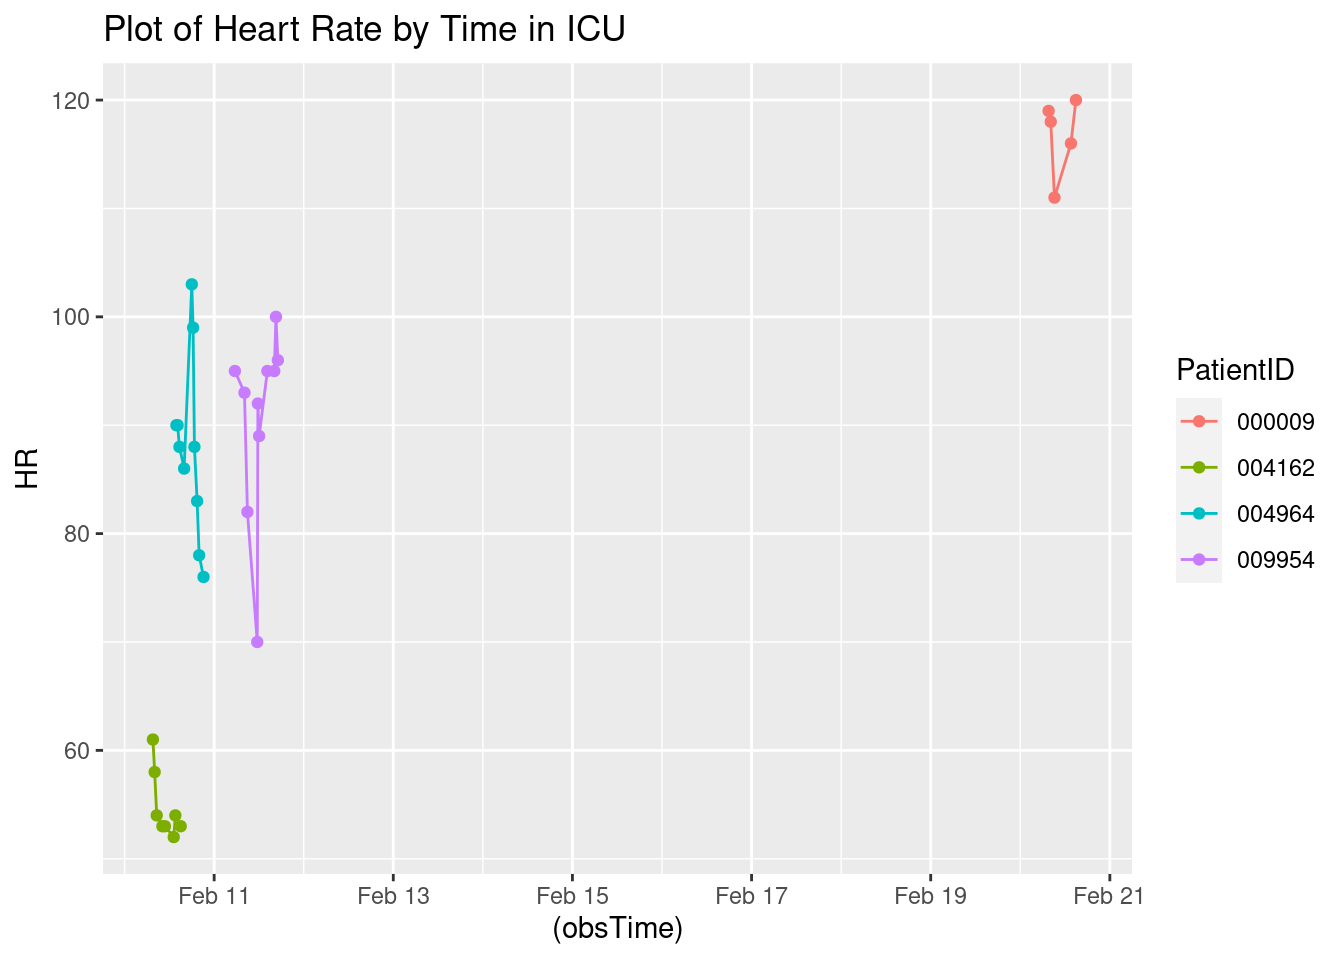 Plot of Heart Rate by Time in ICU
120
100
80
60
HR
Feb 11 Feb 13 Feb 15 Feb 17 Feb 19 Feb 21
(obsTime)
PatientID
000009
004162
004964
009954